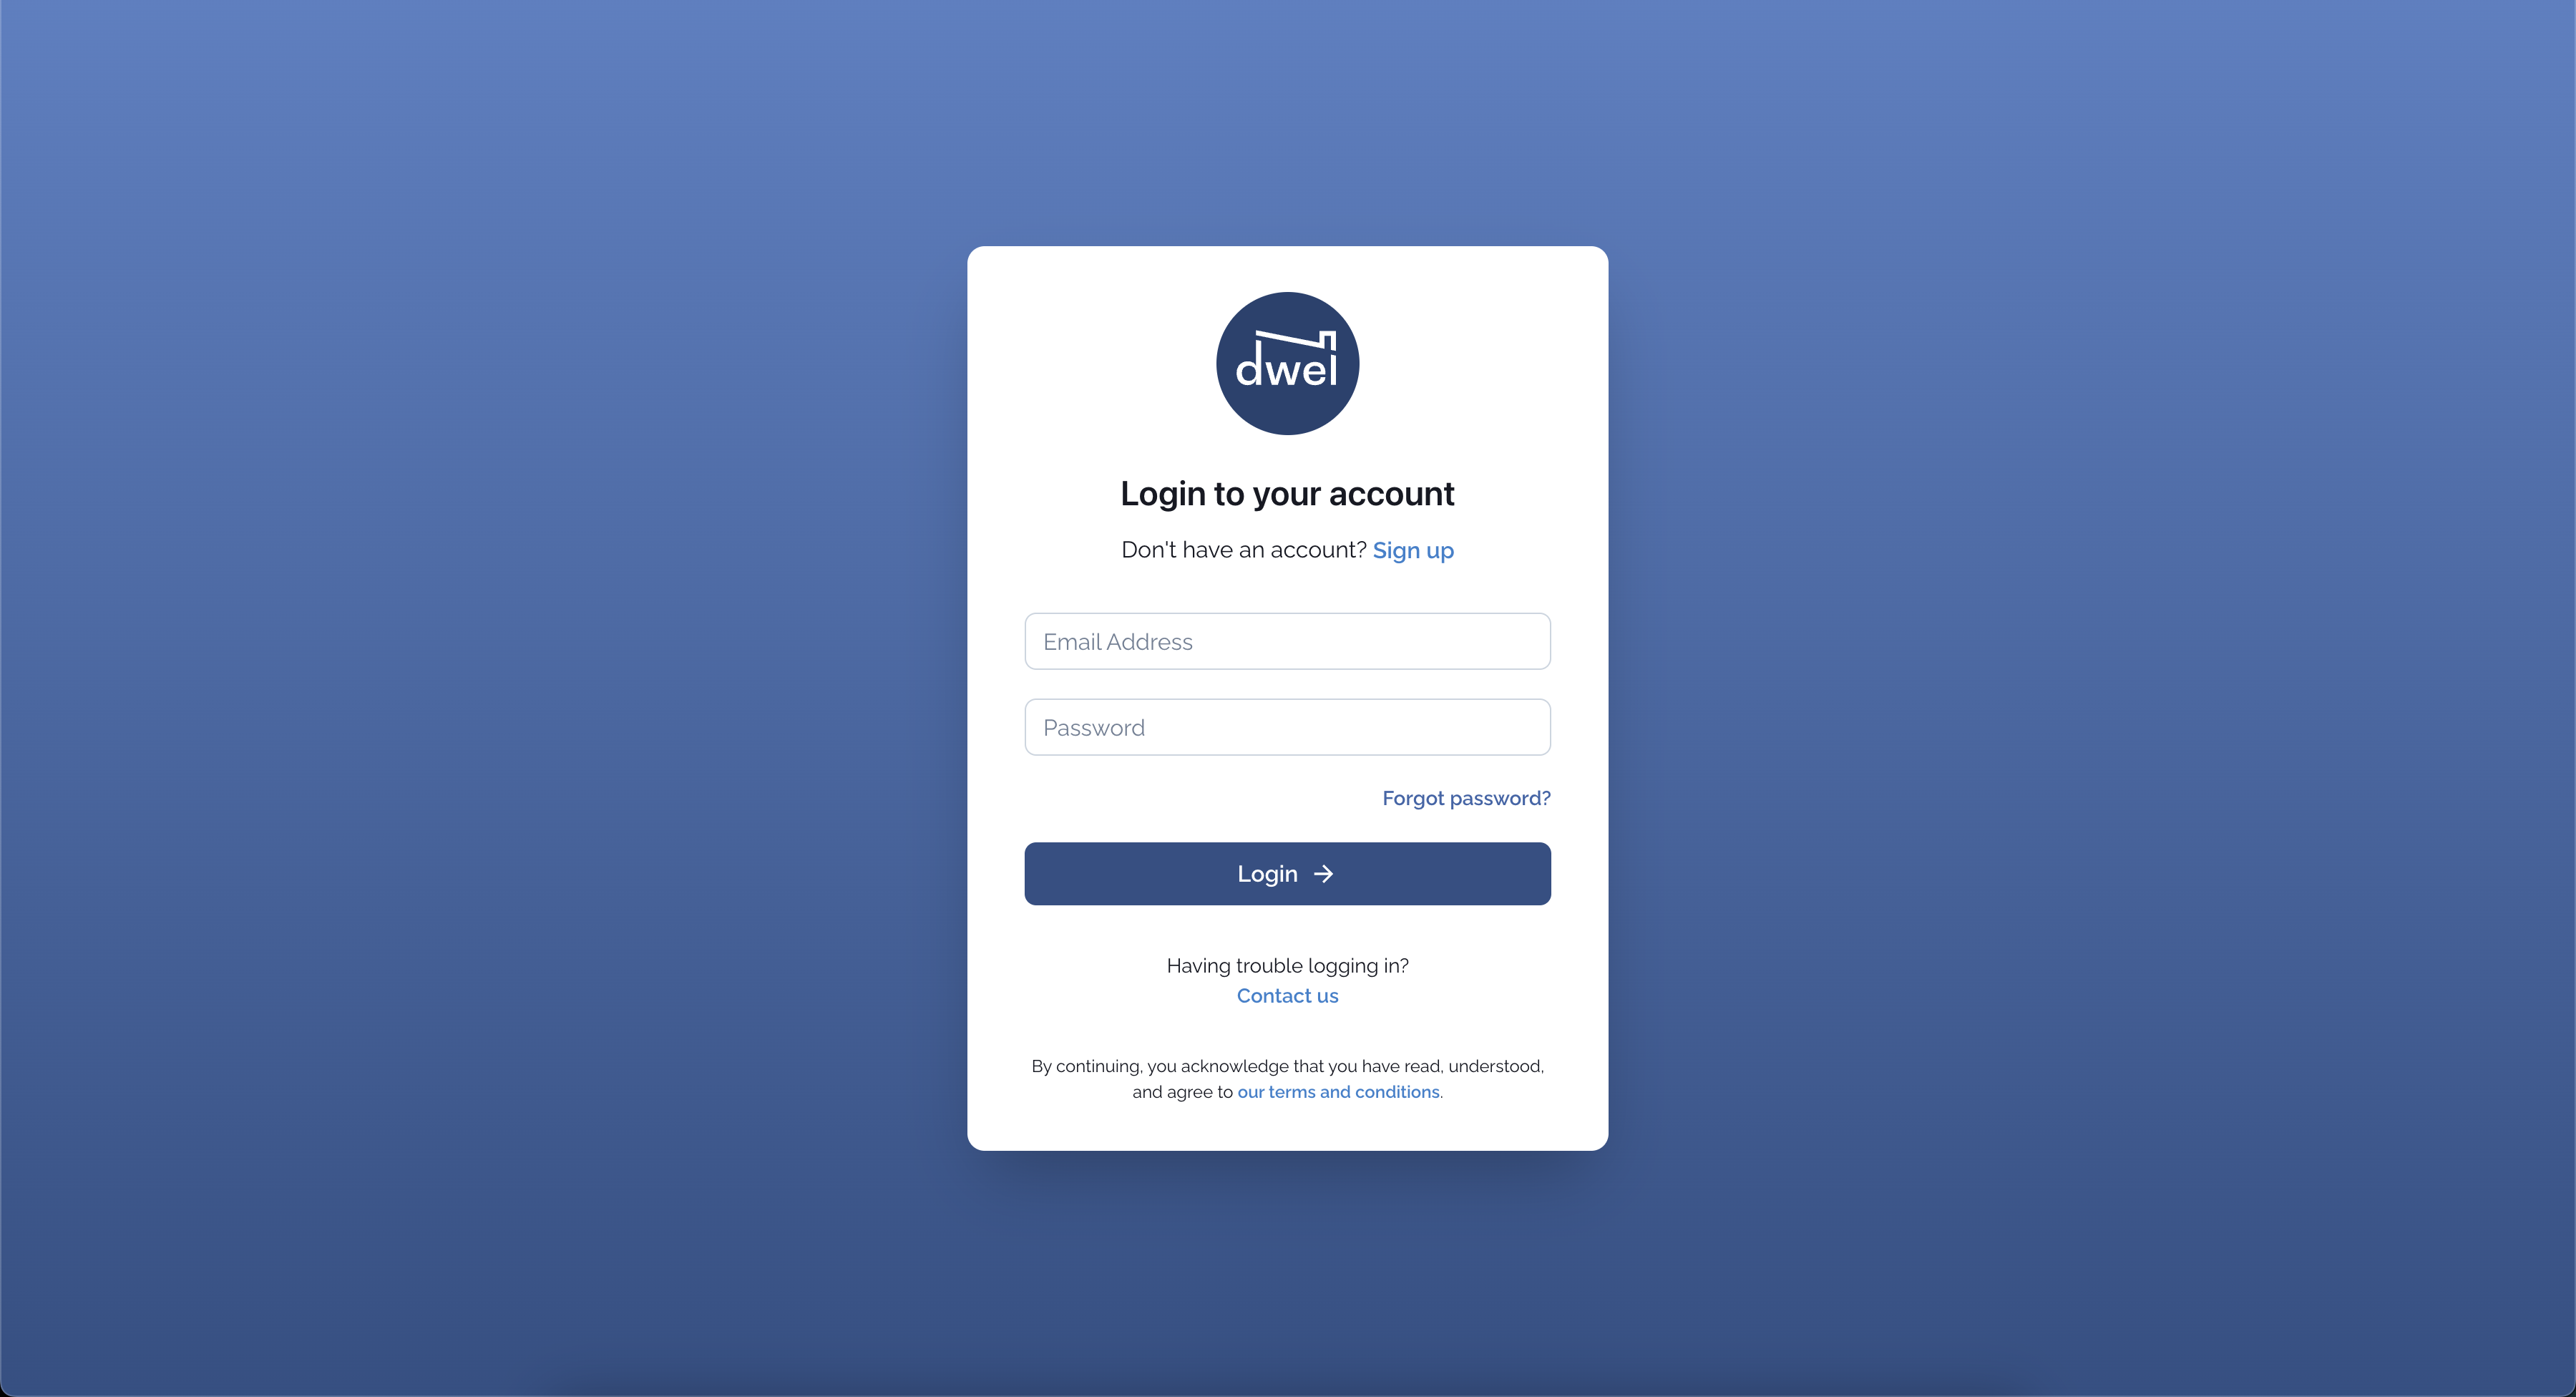 dwel
Login to your account
Don't have an account? Sign up
Email Address
Password
Forgot password?
Login →
Having trouble logging in?
Contact us
By continuing, you acknowledge that you have read, understood,
and agree to our terms and conditions.